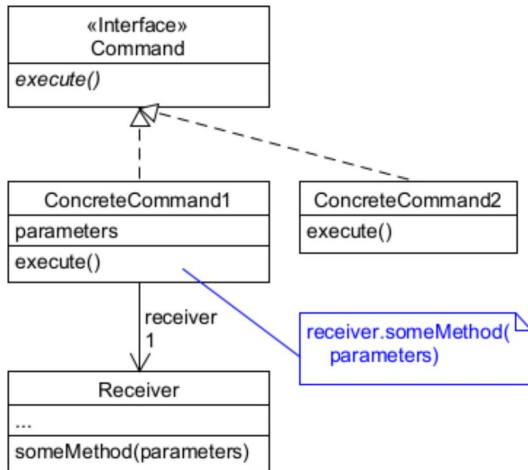 «Interface»
Command
execute()
ConcreteCommand1
parameters
execute()
ConcreteCommand2
execute()
receiver
1
receiver.someMethod(
parameters)
Receiver
...
someMethod(parameters)